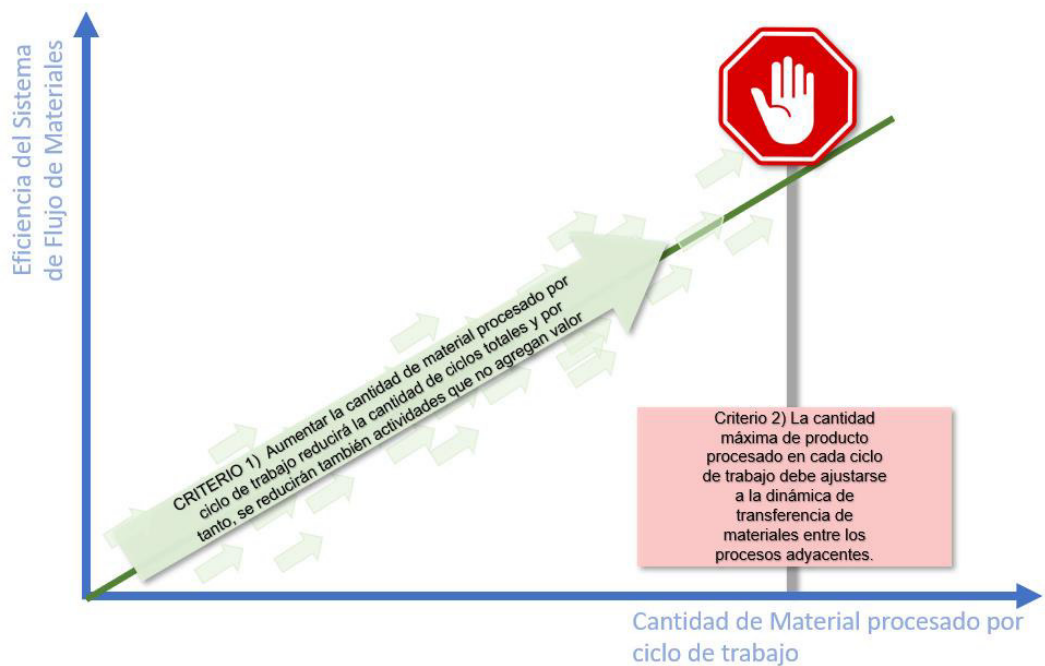 Eficiencia del Sistema
de Flujo de Materiales
CRITERIO 1) Aumentar la cantidad de material procesado por
ciclo de trabajo reducirá la cantidad de ciclos totales y por
tanto, se reducirán también actividades que no agregan valor
Criterio 2) La cantidad
máxima de producto
procesado en cada ciclo
de trabajo debe ajustarse
a la dinámica de
transferencia de
materiales entre los
procesos adyacentes.
Cantidad de Material procesado por
ciclo de trabajo